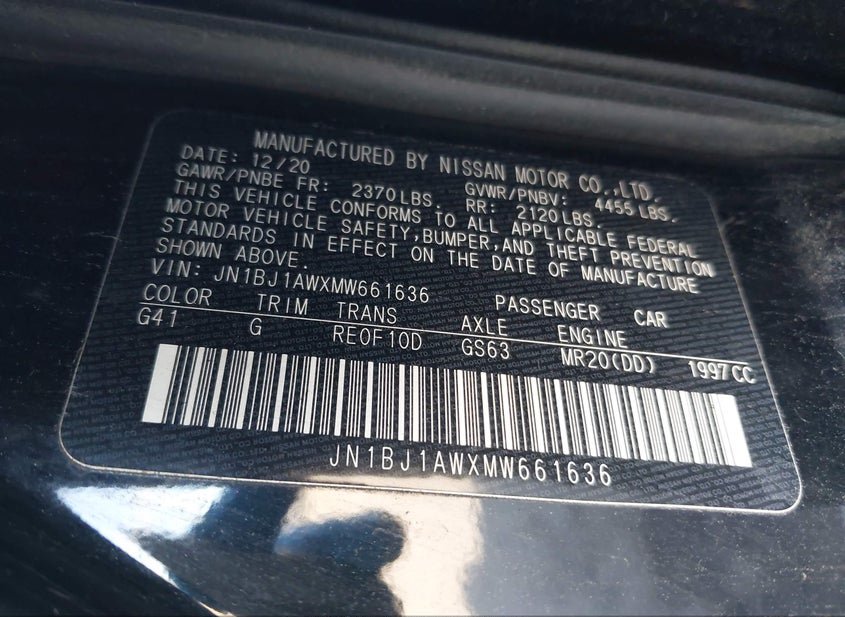 MANUFACTURED BY NISSAN MOTOR CO.,LTD.
DATE: 12/20 GVWR/PNBV: 4455 LBS.
GAWR/PNBE FR: 2370LBS. RR: 2120LBS.
THIS VEHICLE CONFORMS TO ALL APPLICABLE FEDERAL
MOTOR VEHICLE SAFETY,BUMPER,AND THEFT PREVENTION
STANDARDS IN EFFECT ON THE DATE OF MANUFACTURE
SHOWN ABOVE.
VIN: JN1BJ1AWXMW661636 PASSENGER CAR
COLOR TRIM TRANS AXLE ENGINE
G41 G RE0F10D GS63 MR20(DD) 1997CC
JN1BJ1AWXMW661636